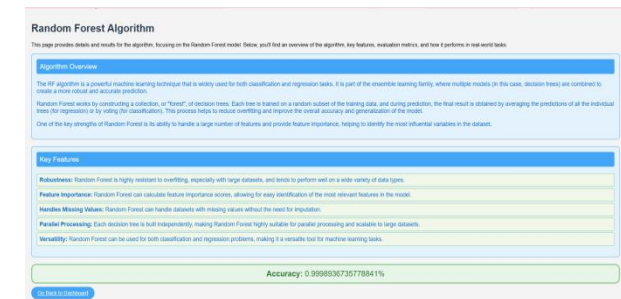 Random Forest Algorithm
This page provides details and results for the algorithm, focusing on the Random Forest model. Below, you'll find an overview of the algorithm, key features, evaluation metrics, and how it performs in real-world tasks.
Algorithm Overview
The RF algorithm is a powerful machine learning technique that is widely used for both classification and regression tasks. It is part of the ensemble learning family, where multiple models (in this case, decision trees) are combined to
create a more robust and accurate prediction.
Random Forest works by constructing a collection, or "forest", of decision trees. Each tree is trained on a random subset of the training data, and during prediction, the final result is obtained by averaging the predictions of all the individual
trees (for regression) or by voting (for classification). This process helps to reduce overfitting and improve the overall accuracy and generalization of the model.
One of the key strengths of Random Forest is its ability to handle a large number of features and provide feature importance, helping to identify the most influential variables in the dataset.
Key Features
Robustness: Random Forest is highly resistant to overfitting, especially with large datasets, and tends to perform well on a wide variety of data types.
Feature Importance: Random Forest can calculate feature importance scores, allowing for easy identification of the most relevant features in the model.
Handles Missing Values: Random Forest can handle datasets with missing values without the need for imputation.
Parallel Processing: Each decision tree is built independently, making Random Forest highly suitable for parallel processing and scalable to large datasets.
Versatility: Random Forest can be used for both classification and regression problems, making it a versatile tool for machine learning tasks.
Accuracy: 0.9998936735778841%
Go Back to Dashboard